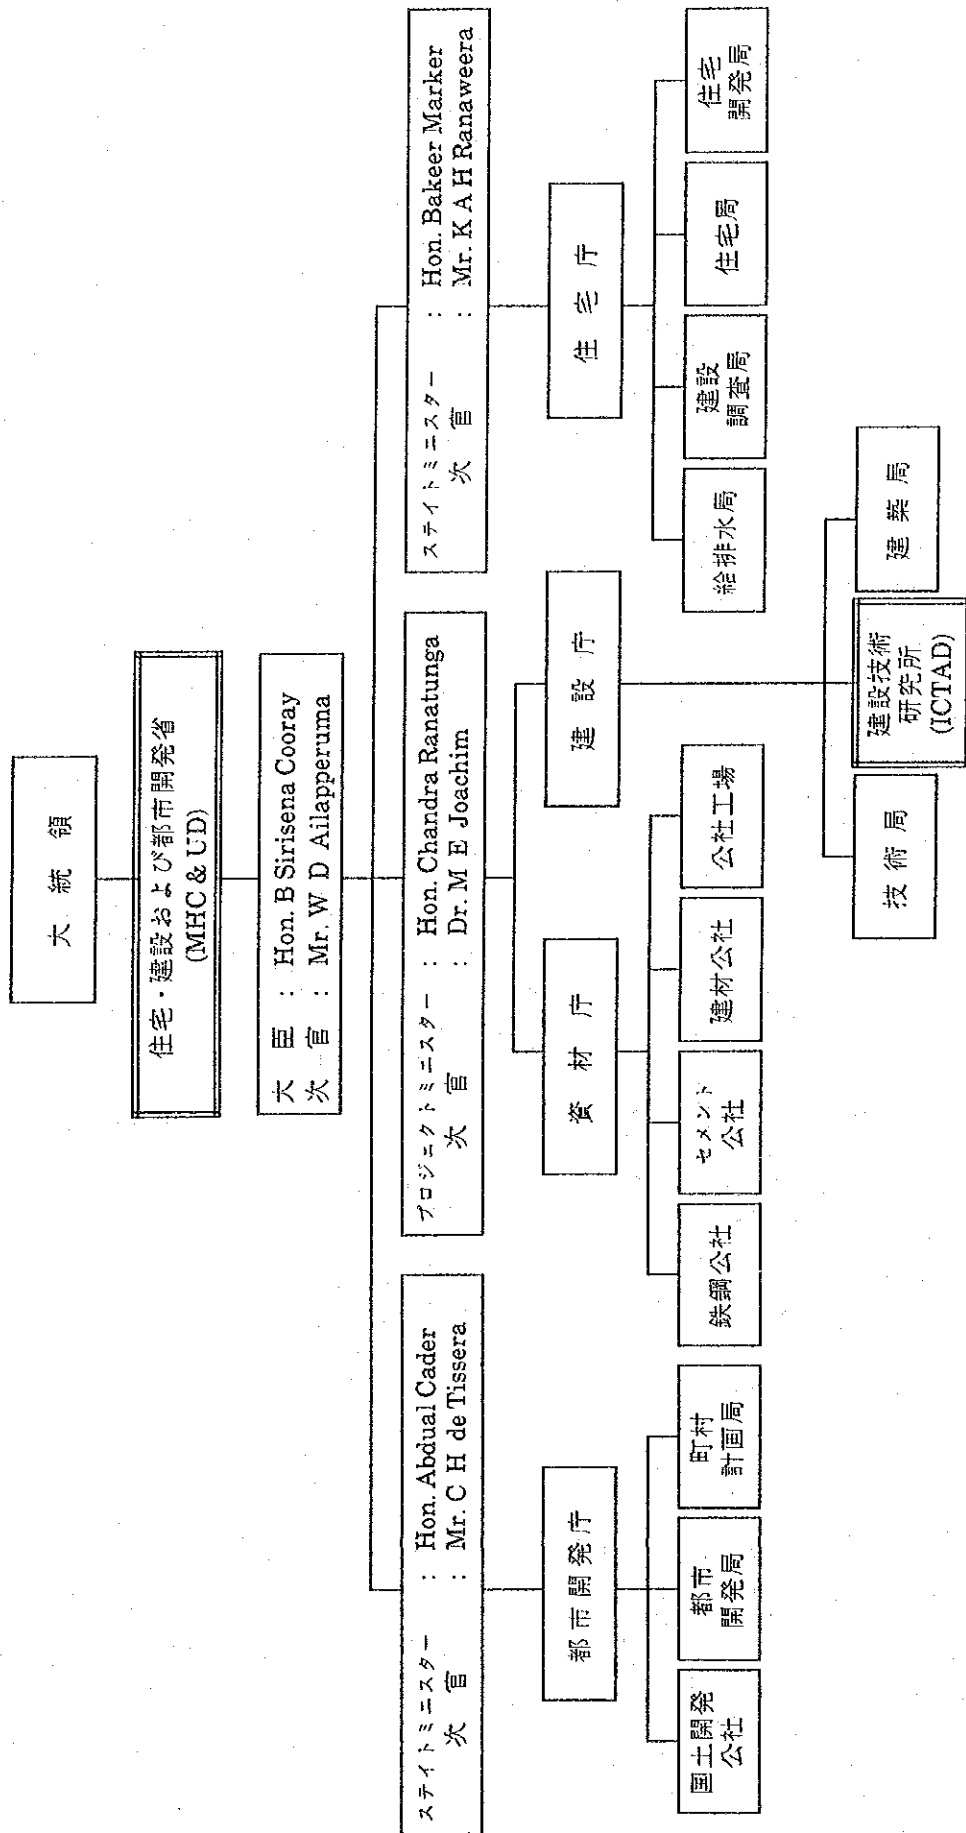 大統領
住宅・建設および都市開発省
(MHC & UD)
大臣 : Hon. B Sirisena Cooray
次官 : Mr. W D Ailapperuma
ステイトミニスター : Hon. Abdual Cader
次官 : Mr. C H de Tissera
プロジェクトミニスター : Hon. Chandra Ranatunga
次官 : Dr. M E Joachim
ステイトミニスター : Hon. Bakeer Marker
次官 : Mr. K A H Ranaweera
都市開発庁
資材庁
建設庁
住宅庁
国土開発
公社
都市
開発局
町村
計画局
鉄鋼公社
セメント
公社
建材公社
公社工場
給排水局
建設
調査局
住宅局
住宅
開発局
技術局
建設技術
研究所
(ICTAD)
建築局